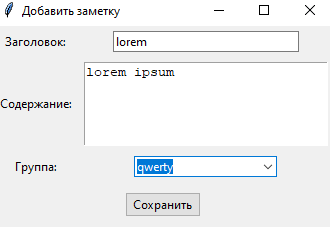 Добавить заметку
Заголовок: lorem
Содержание: lorem ipsum
Группа: qwerty
Сохранить